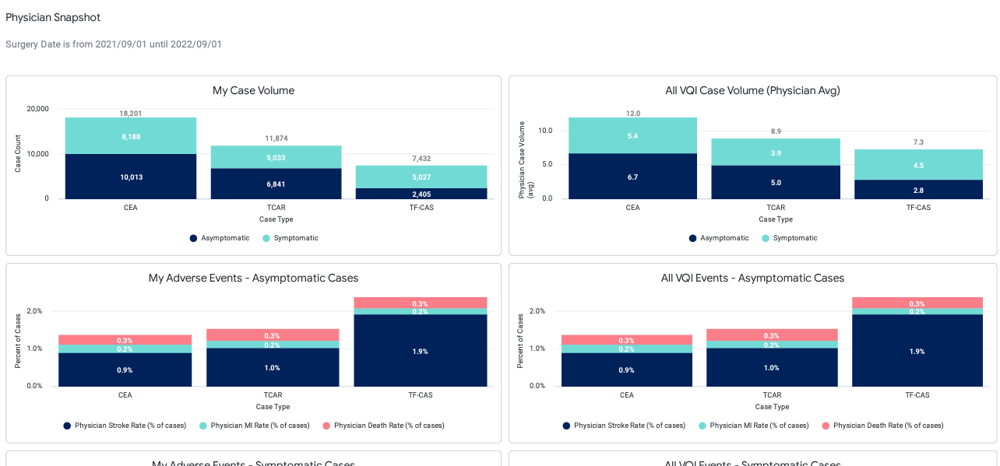 Physician Snapshot
Surgery Date is from 2021/09/01 until 2022/09/01
My Case Volume
Case Count
20,000
10,000
0
18,201
8,188
10,013
11,874
5,033
6,841
7,432
5,027
2,405
CEA
TCAR
TF-CAS
Case Type
Asymptomatic
Symptomatic
All VQI Case Volume (Physician Avg)
Physician Case Volume
(avg)
10.0
5.0
0.0
12.0
5.4
6.7
8.9
3.9
5.0
7.3
4.5
2.8
CEA
TCAR
TF-CAS
Case Type
Asymptomatic
Symptomatic
My Adverse Events - Asymptomatic Cases
Percent of Cases
2.0%
1.0%
0.0%
0.3%
0.2%
0.9%
0.3%
0.2%
1.0%
0.3%
0.2%
1.9%
CEA
TCAR
TF-CAS
Case Type
Physician Stroke Rate (% of cases)
Physician MI Rate (% of cases)
Physician Death Rate (% of cases)
All VQI Events - Asymptomatic Cases
Percent of Cases
2.0%
1.0%
0.0%
0.3%
0.2%
0.9%
0.3%
0.2%
1.0%
0.3%
0.2%
1.9%
CEA
TCAR
TF-CAS
Case Type
Physician Stroke Rate (% of cases)
Physician MI Rate (% of cases)
Physician Death Rate (% of cases)
My Adverse Events - Symptomatic Cases
All VQI Events - Symptomatic Cases